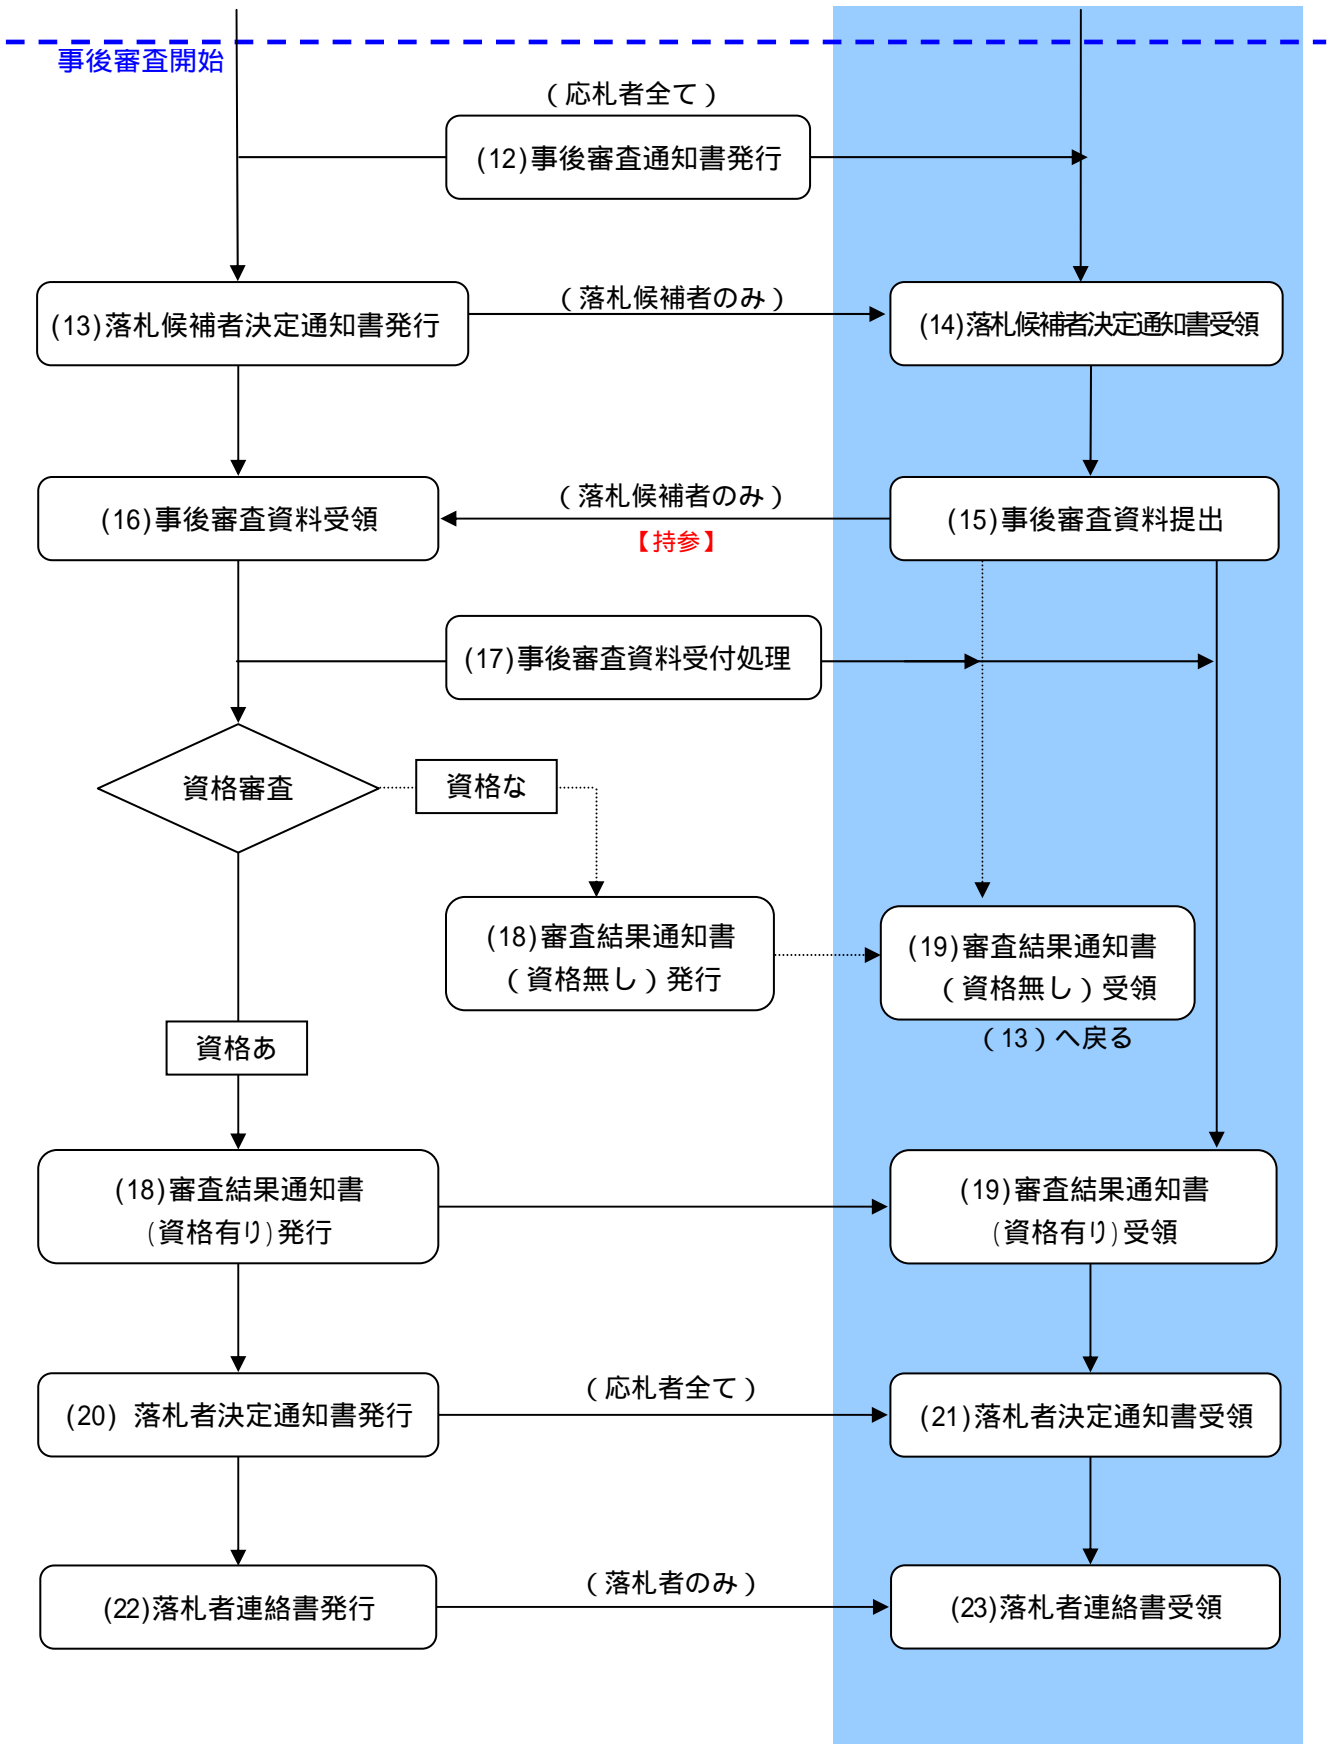 事後審査開始
（応札者全て）
(12)事後審査通知書発行
（落札候補者のみ）
(13)落札候補者決定通知書発行
(14)落札候補者決定通知書受領
（落札候補者のみ）
(16)事後審査資料受領
(15)事後審査資料提出
【持参】
(17)事後審査資料受付処理
資格審査
資格な
(18)審査結果通知書
（資格無し）発行
(19)審査結果通知書
（資格無し）受領
（13）へ戻る
資格あ
(18)審査結果通知書
(資格有り)発行
(19)審査結果通知書
(資格有り)受領
（応札者全て）
(20) 落札者決定通知書発行
(21)落札者決定通知書受領
（落札者のみ）
(22)落札者連絡書発行
(23)落札者連絡書受領